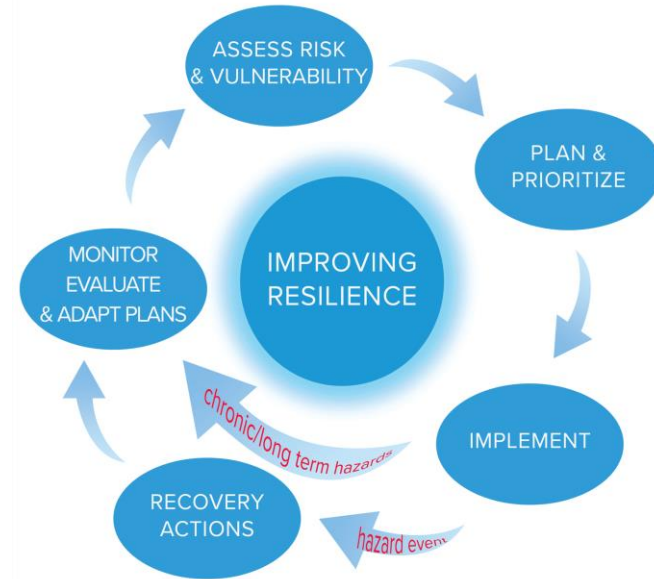 ASSESS RISK
& VULNERABILITY
PLAN &
PRIORITIZE
IMPROVING
RESILIENCE
MONITOR
EVALUATE
& ADAPT PLANS
chronic/long term hazards
IMPLEMENT
RECOVERY
ACTIONS
hazard event